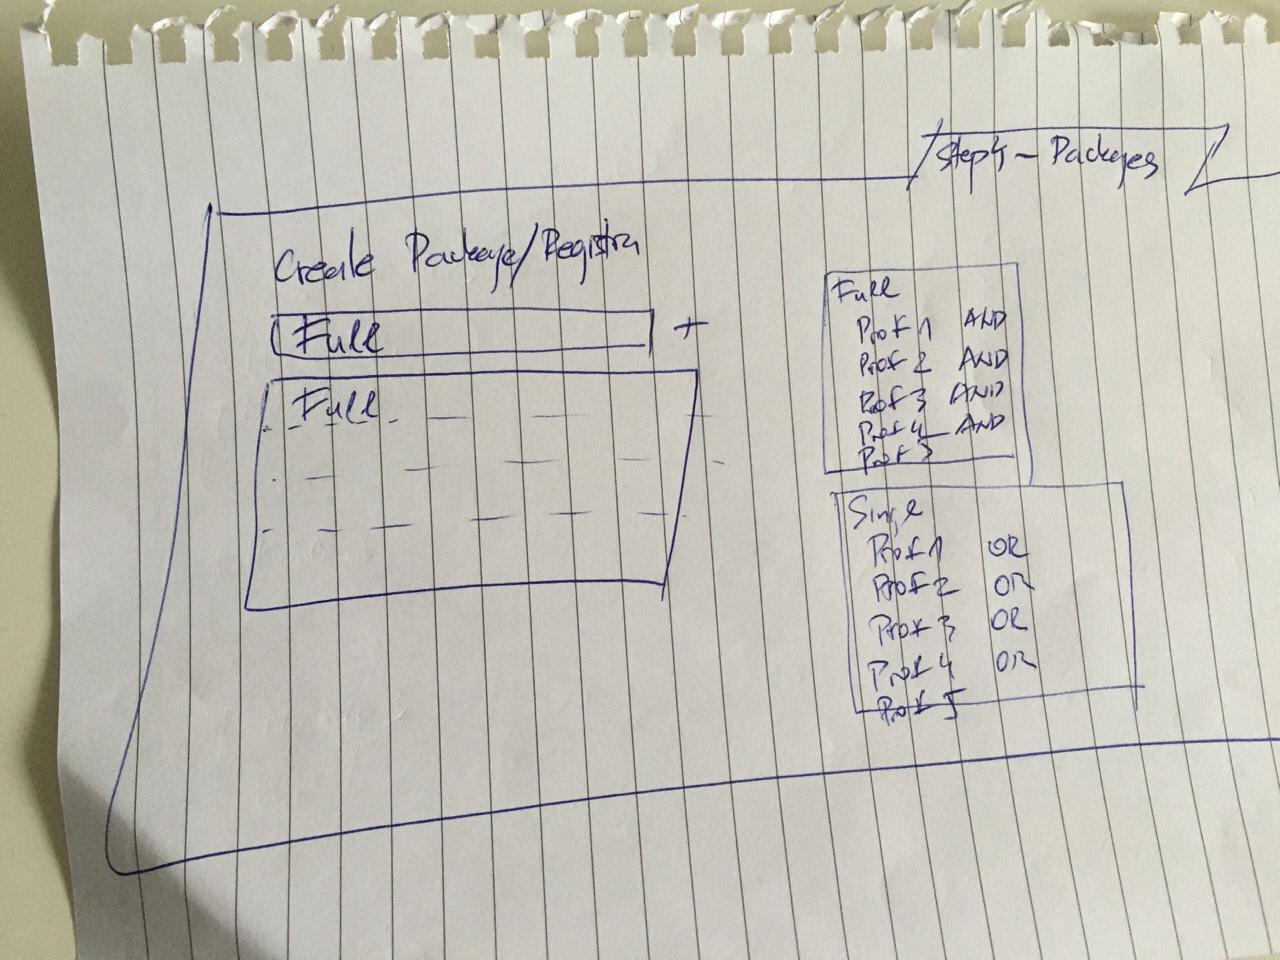 Step 4 - Packages
Create Package/Registra
Full +
Full
Full
Prof 1 AND
Prof 2 AND
Prof 3 AND
Prof 4 AND
Prof 5
Single
Prof 1 OR
Prof 2 OR
Prof 3 OR
Prof 4 OR
Prof 5